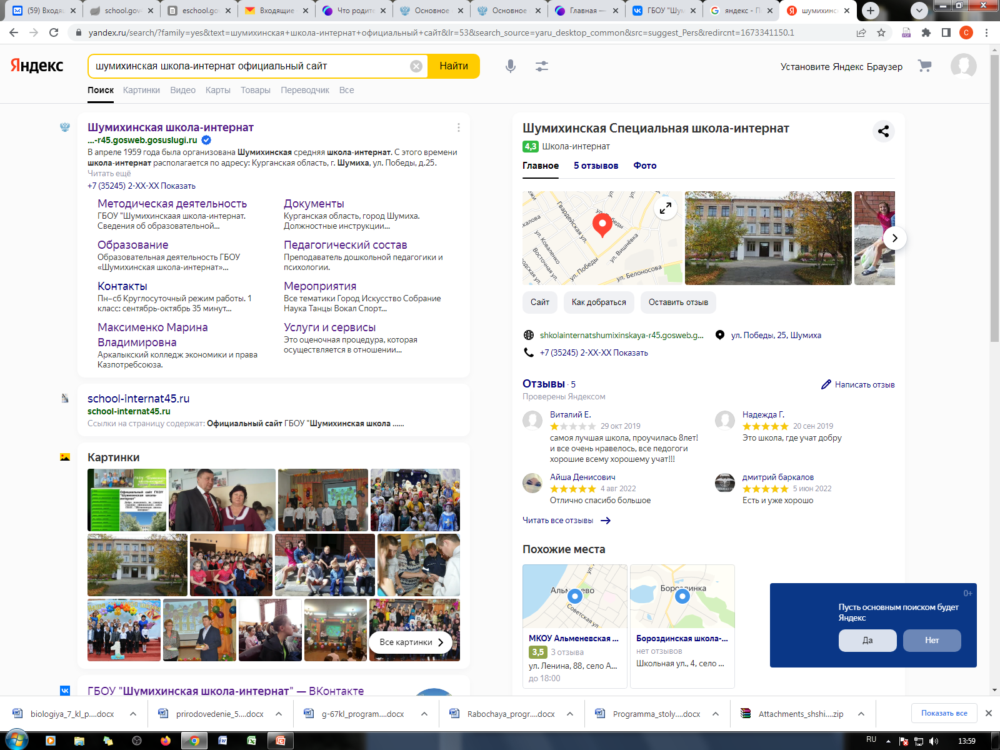 (59) Входящ
school.gov
eschool.go
Входящие
Что родите
Основное
Основное
Главная —
ГБОУ "Шум
яндекс - П
шумихинс
yandex.ru/search/?family=yes&text=шумихинская+школа-интернат+официальный+сайт&lr=53&search_source=yaru_desktop_common&src=suggest_Pers&redircnt=1673341150.1
Яндекс
шумихинская школа-интернат официальный сайт
Найти
Установите Яндекс Браузер
Поиск Картинки Видео Карты Товары Переводчик Все
Шумихинская школа-интернат
...-r45.gosweb.gosuslugi.ru
В апреле 1959 года была организована Шумихинская средняя школа-интернат. С этого времени
школа-интернат располагается по адресу: Курганская область, г. Шумиха, ул. Победы, д.25.
Читать ещё
+7 (35245) 2-XX-XX Показать
Методическая деятельность
ГБОУ "Шумихинскаая школа-интернат.
Сведения об образовательной...
Документы
Курганская область, город Шумиха.
Должностные инструкции...
Образование
Образовательная деятельность ГБОУ
«Шумихинская школа-интернат»...
Педагогический состав
Преподаватель дошкольной педагогики и
психологии.
Контакты
Пн–сб Круглосуточный режим работы. 1
класс: сентябрь-октябрь 35 минут...
Мероприятия
Все тематики Город Искусство Собрание
Наука Танцы Вокал Спорт...
Максименко Марина
Владимировна
Аркалыкский колледж экономики и права
Казпотребсоюза.
Услуги и сервисы
Это оценочная процедура, которая
осуществляется в отношении...
school-internat45.ru
school-internat45.ru
Ссылки на страницу содержат: Официальный сайт ГБОУ "Шумихинская школа ......
Картинки
Официальный сайт ГКОУ
"Шумихинская школа-
интернат"
Все картинки
ГБОУ "Шумихинская школа-интернат" — ВКонтакте
Шумихинская Специальная школа-интернат
4,3 Школа-интернат
Главное 5 отзывов Фото
Гвардейская ул.
ул. Коваленко
Восточная ул.
ул. Победы
ул. Вишнёвка
ул. Белоносова
Сайт
Как добраться
Оставить отзыв
shkolainternatshumixinskaya-r45.gosweb.g...
ул. Победы, 25, Шумиха
+7 (35245) 2-XX-XX Показать
Отзывы · 5
Написать отзыв
Проверены Яндексом
Виталий Е.
29 окт 2019
самоя лучшая школа, проучилась 8лет!
и все очень нравелось, все педогоги
хорошие всему хорошему учат!!!
Надежда Г.
20 сен 2019
Это школа, где учат добру
Айша Денисович
4 авг 2022
Отлично спасибо большое
дмитрий баркалов
5 июн 2022
Есть и уже хорошо
Читать все отзывы
Похожие места
Советская ул.
МКОУ Альменевская ...
3,5 3 отзыва
ул. Ленина, 88, село А...
до 18:00
Бороздинская школа-...
нет отзывов
Школьная ул., 4, село ...
0+
Пусть основным поиском будет
Яндекс
Да
Нет
biologiya_7_kl_p....docx
prirodovedenie_5....docx
g-67kl_program....docx
Rabochaya_progr....docx
Programma_stoly....docx
Attachments_shshi....zip
Показать все
RU
13:59